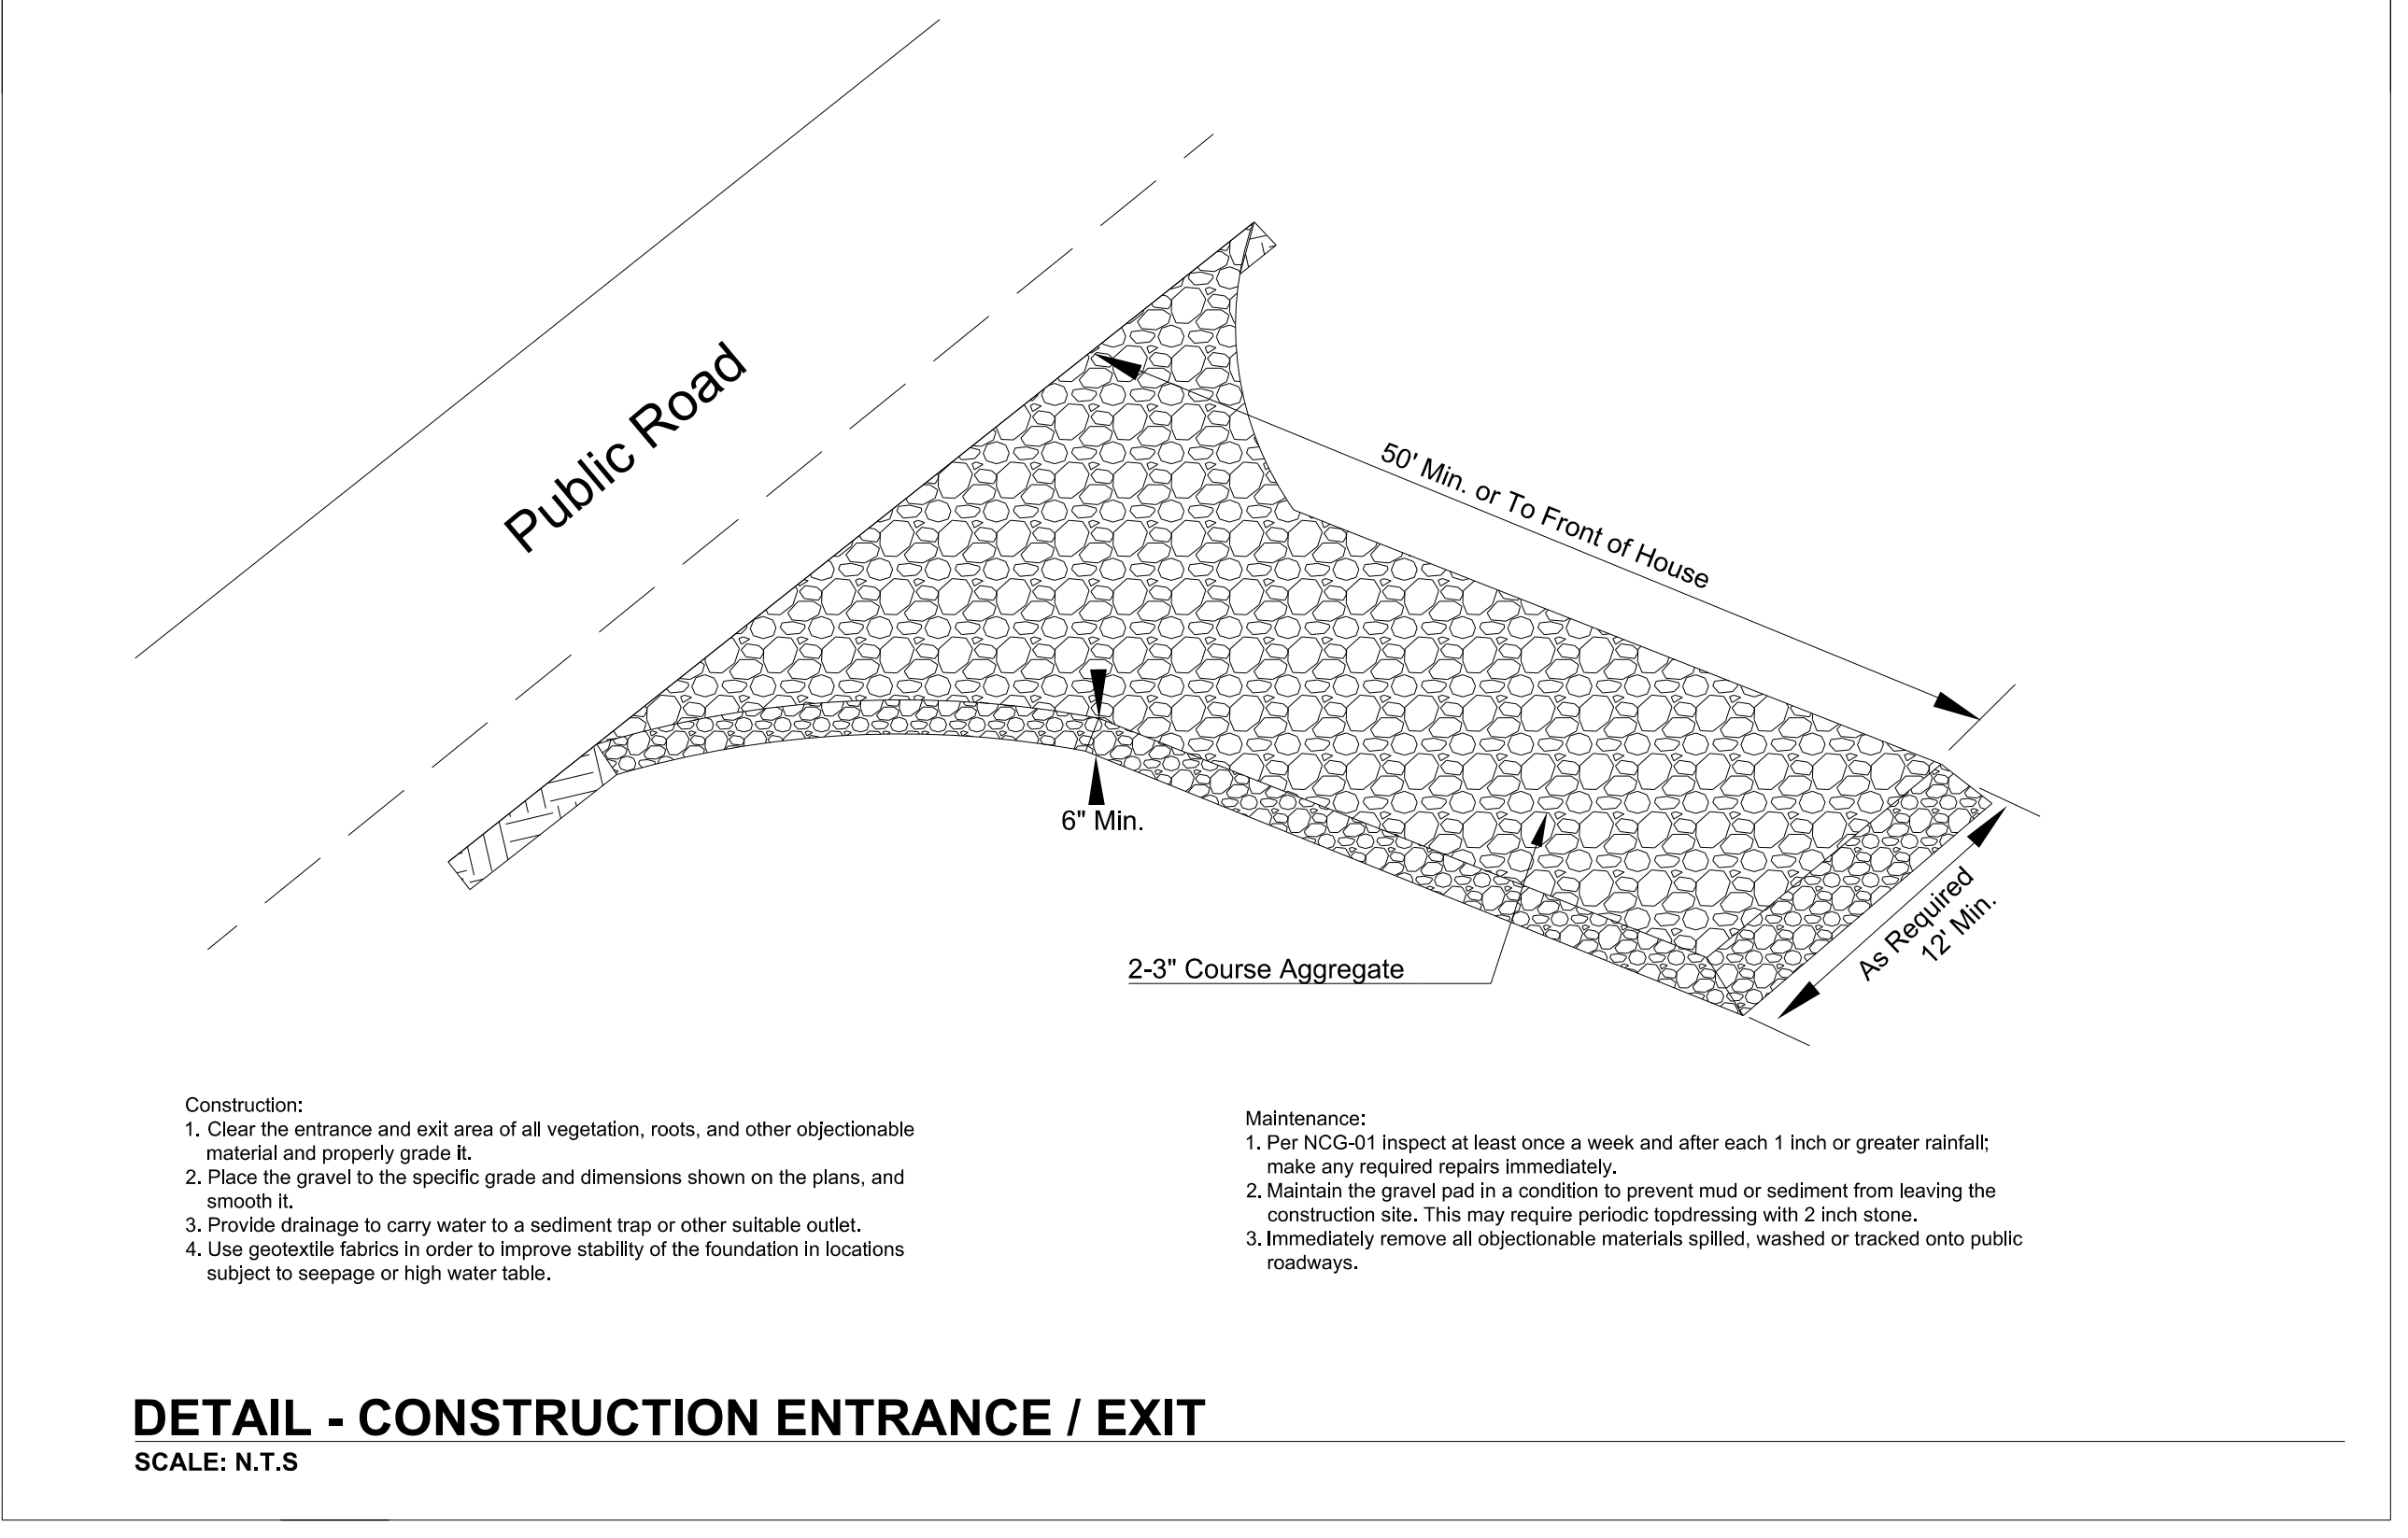 Public Road
50' Min. or To Front of House
6" Min.
As Required
12' Min.
2-3" Course Aggregate
Construction:
1. Clear the entrance and exit area of all vegetation, roots, and other objectionable
material and properly grade it.
2. Place the gravel to the specific grade and dimensions shown on the plans, and
smooth it.
3. Provide drainage to carry water to a sediment trap or other suitable outlet.
4. Use geotextile fabrics in order to improve stability of the foundation in locations
subject to seepage or high water table.
Maintenance:
1. Per NCG-01 inspect at least once a week and after each 1 inch or greater rainfall;
make any required repairs immediately.
2. Maintain the gravel pad in a condition to prevent mud or sediment from leaving the
construction site. This may require periodic topdressing with 2 inch stone.
3. Immediately remove all objectionable materials spilled, washed or tracked onto public
roadways.
DETAIL - CONSTRUCTION ENTRANCE / EXIT
SCALE: N.T.S